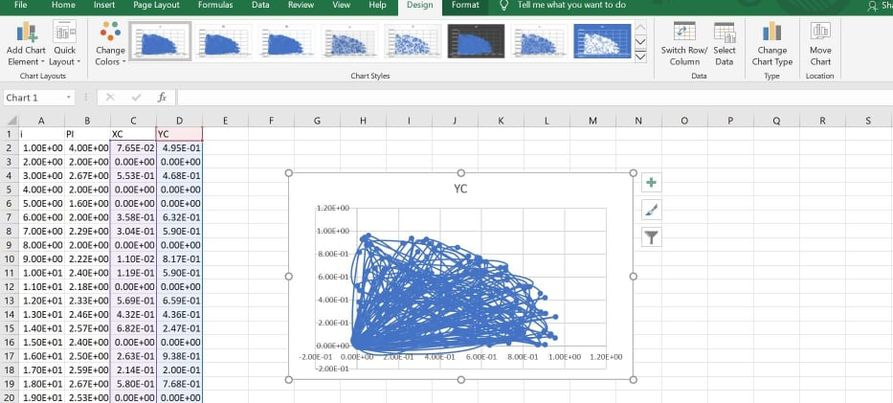 File Home Insert Page Layout Formulas Data Review View Help Design Format Tell me what you want to do
Add Chart Element Quick Layout Change Colors Switch Row/ Column Select Data Change Chart Type Move Chart
Chart Layouts Chart Styles Data Type Location
Chart 1 fx
A B C D E F G H I J K L M N O P Q R S
1 i PI XC YC
2 1.00E+00 4.00E+00 7.65E-02 4.95E-01
3 2.00E+00 2.00E+00 0.00E+00 0.00E+00
4 3.00E+00 2.67E+00 5.53E-01 4.68E-01
5 4.00E+00 2.00E+00 0.00E+00 0.00E+00
6 5.00E+00 1.60E+00 0.00E+00 0.00E+00
7 6.00E+00 2.00E+00 3.58E-01 6.32E-01
8 7.00E+00 2.29E+00 3.04E-01 5.90E-01
9 8.00E+00 2.00E+00 0.00E+00 0.00E+00
10 9.00E+00 2.22E+00 1.10E-02 8.17E-01
11 1.00E+01 2.40E+00 1.19E-01 5.90E-01
12 1.10E+01 2.18E+00 0.00E+00 0.00E+00
13 1.20E+01 2.33E+00 5.69E-01 6.59E-01
14 1.30E+01 2.46E+00 4.32E-01 4.36E-01
15 1.40E+01 2.57E+00 6.82E-01 2.47E-01
16 1.50E+01 2.40E+00 0.00E+00 0.00E+00
17 1.60E+01 2.50E+00 2.63E-01 9.38E-01
18 1.70E+01 2.59E+00 2.14E-01 2.00E-01
19 1.80E+01 2.67E+00 5.80E-01 7.68E-01
20 1.90E+01 2.53E+00 0.00E+00 0.00E+00
YC
1.20E+00
1.00E+00
8.00E-01
6.00E-01
4.00E-01
2.00E-01
0.00E+00
-2.00E-01 0.00E+00 2.00E-01 4.00E-01 6.00E-01 8.00E-01 1.00E+00 1.20E+00
-2.00E-01